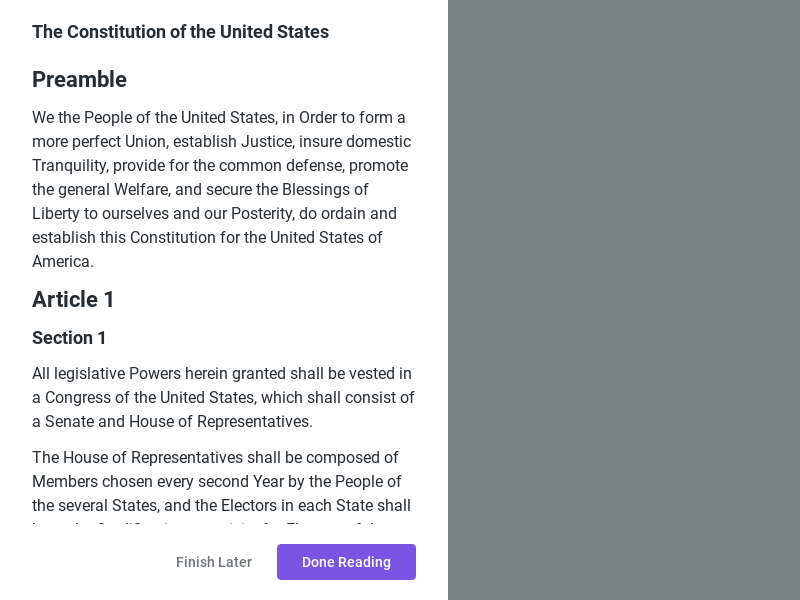 The Constitution of the United States
Preamble
We the People of the United States, in Order to form a
more perfect Union, establish Justice, insure domestic
Tranquility, provide for the common defense, promote
the general Welfare, and secure the Blessings of
Liberty to ourselves and our Posterity, do ordain and
establish this Constitution for the United States of
America.
Article 1
Section 1
All legislative Powers herein granted shall be vested in
a Congress of the United States, which shall consist of
a Senate and House of Representatives.
The House of Representatives shall be composed of
Members chosen every second Year by the People of
the several States, and the Electors in each State shall
Finish Later
Done Reading